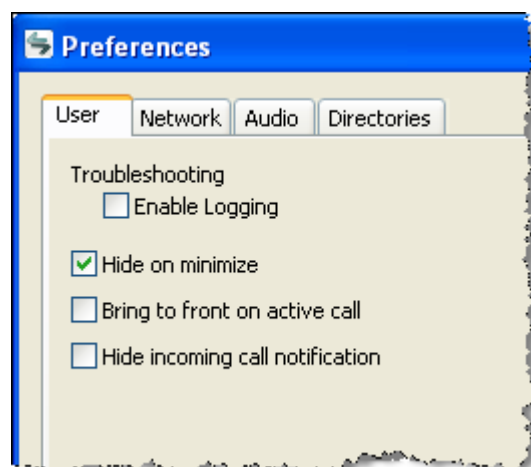 Preferences
User Network Audio Directories
Troubleshooting
Enable Logging
Hide on minimize
Bring to front on active call
Hide incoming call notification